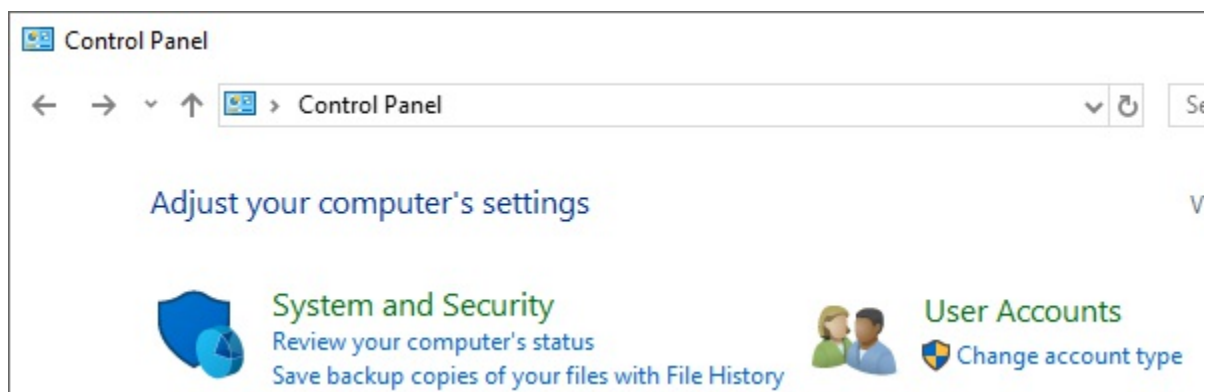 Control Panel
Control Panel
Adjust your computer's settings
System and Security
Review your computer's status
Save backup copies of your files with File History
User Accounts
Change account type